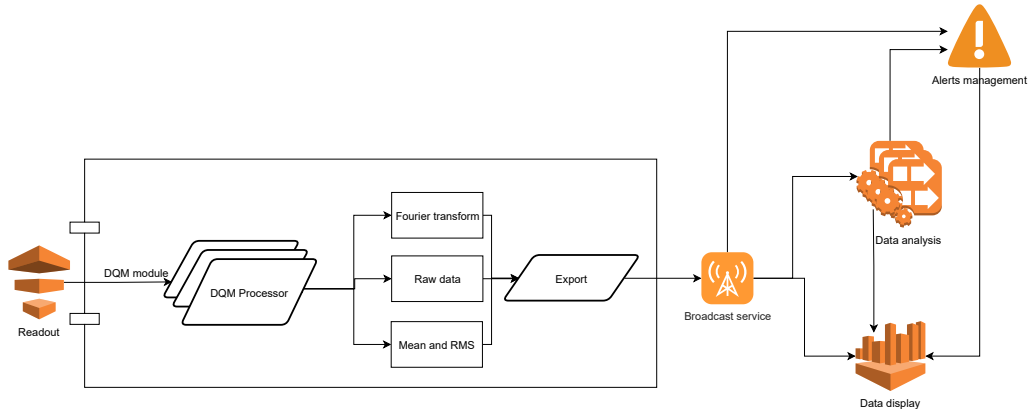 Alerts management
Fourier transform
Data analysis
DQM module
Raw data
Export
DQM Processor
Broadcast service
Readout
Mean and RMS
Data display